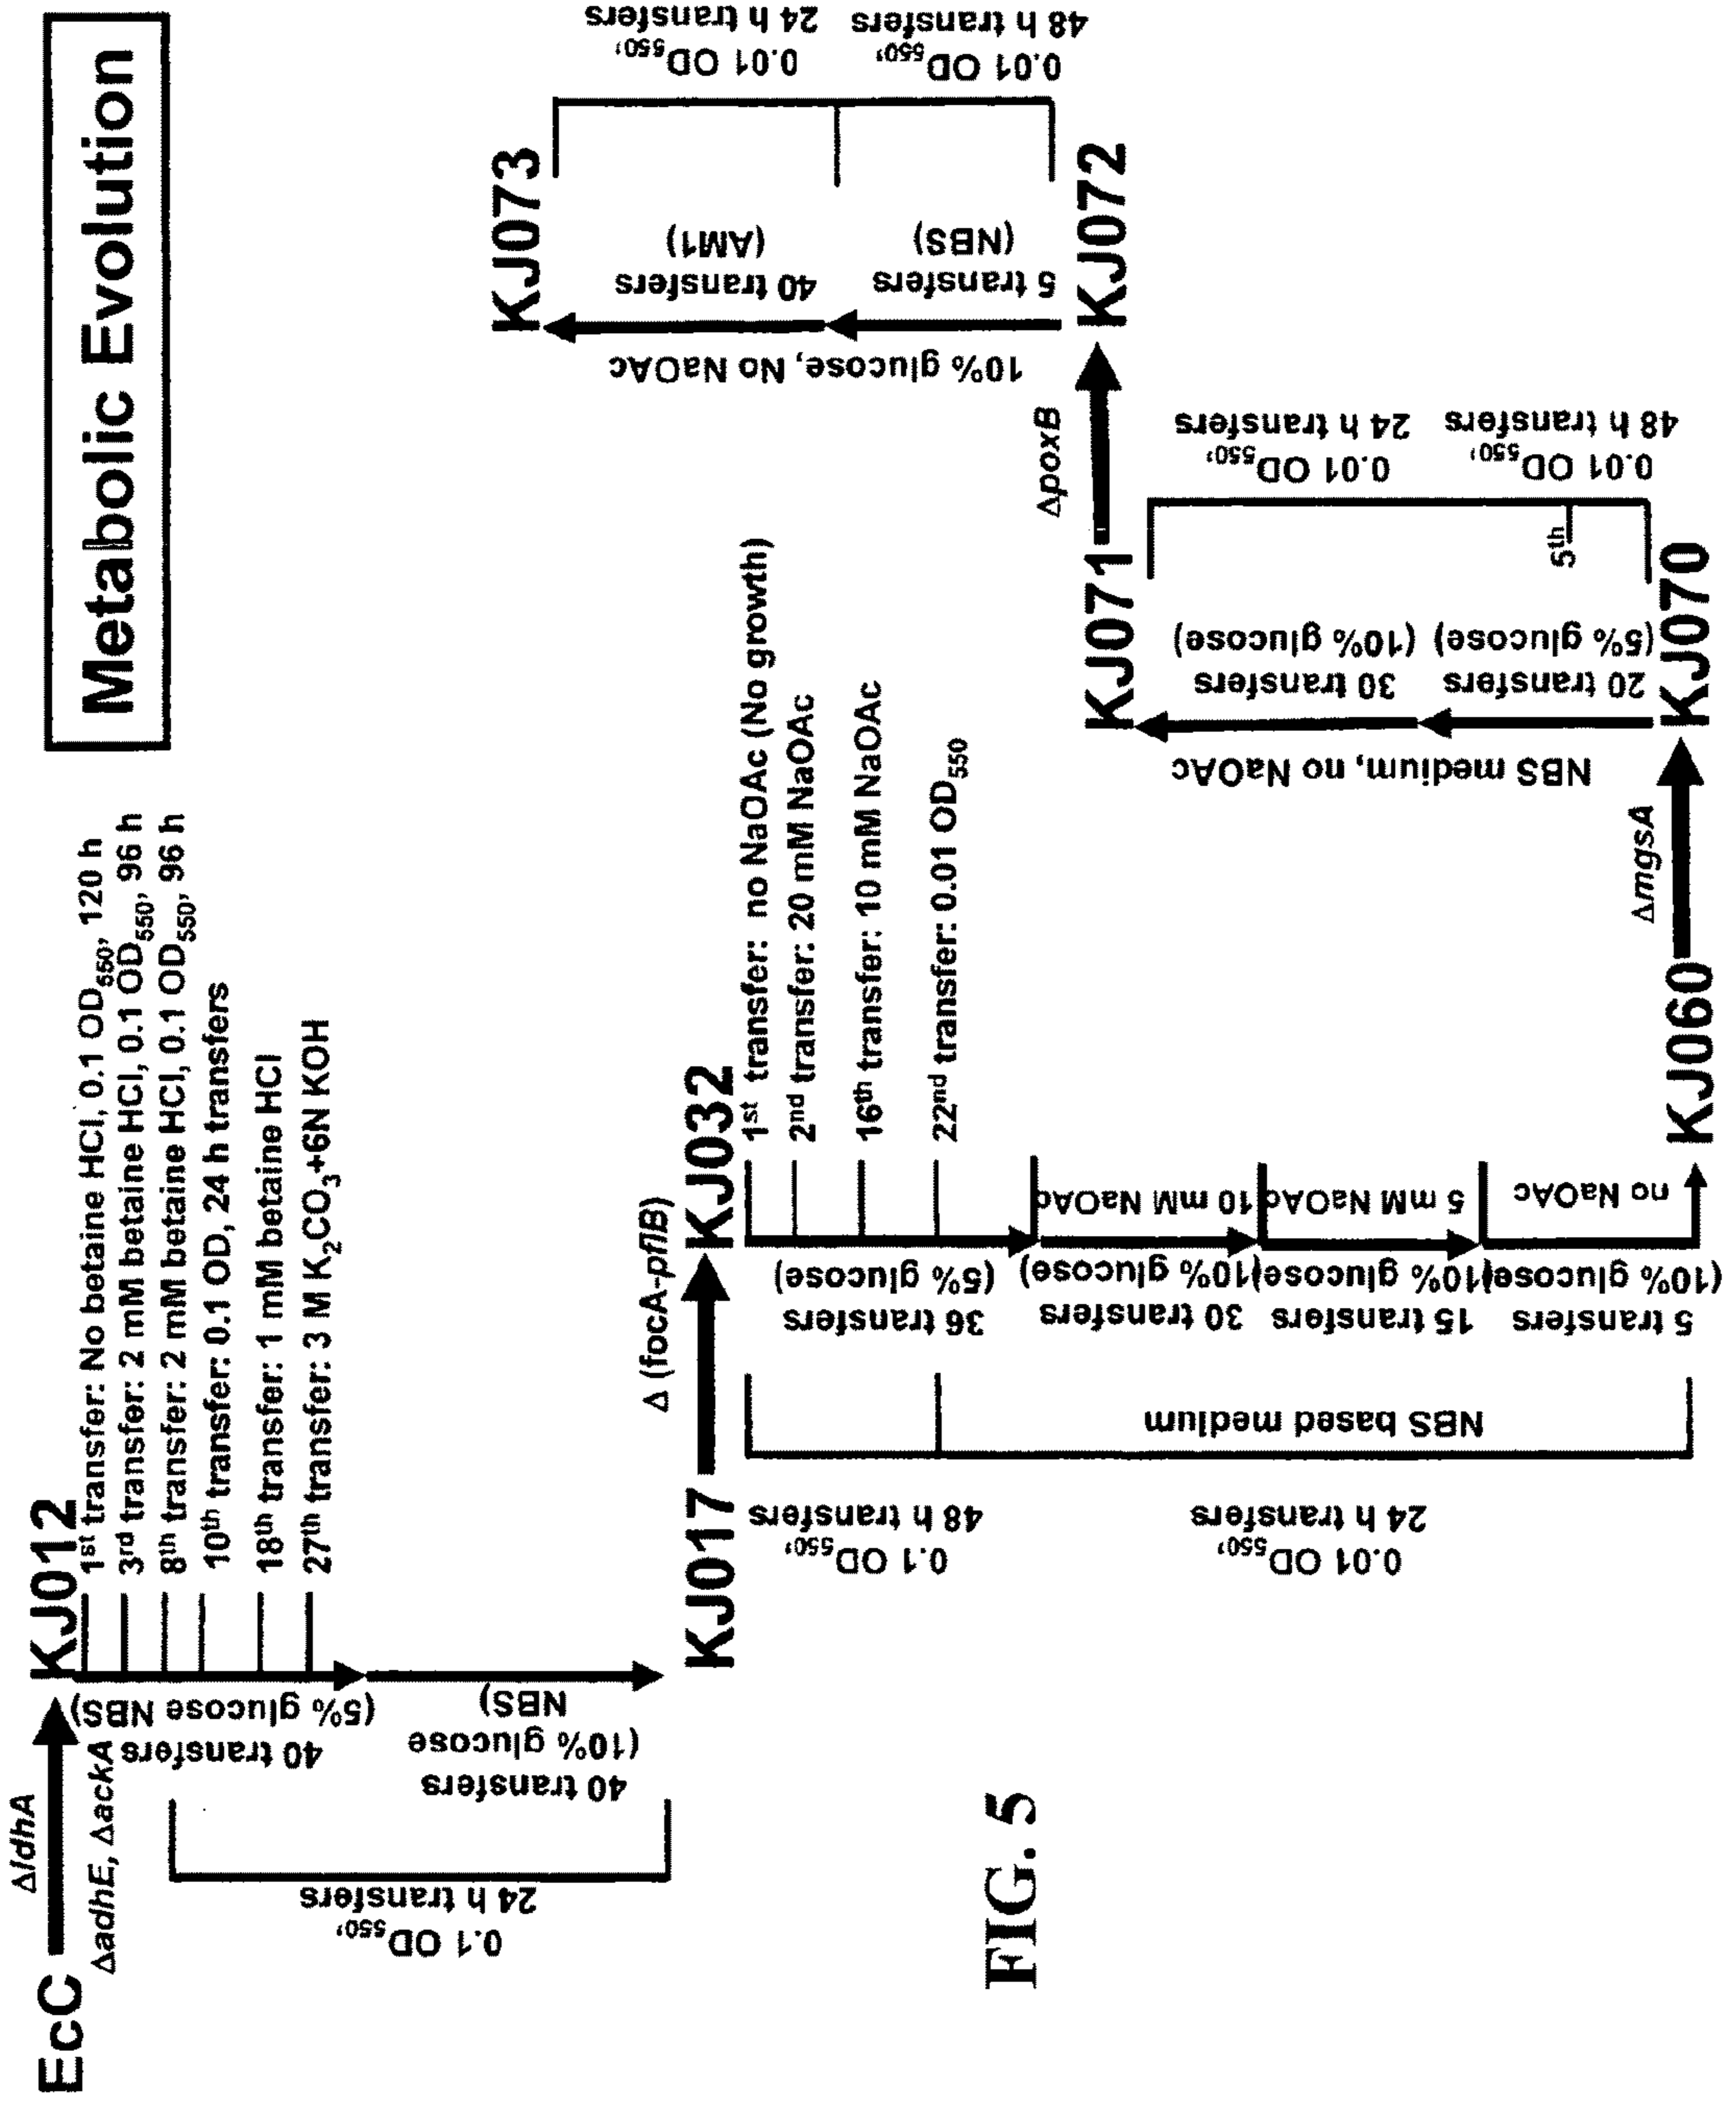 Metabolic Evolution
EcC
ΔldhA
ΔadhE, ΔackA
KJ012
1st transfer: No betaine HCl, 0.1 OD550, 120 h
3rd transfer: 2 mM betaine HCl, 0.1 OD550, 96 h
8th transfer: 2 mM betaine HCl, 0.1 OD550, 96 h
10th transfer: 0.1 OD, 24 h transfers
18th transfer: 1 mM betaine HCl
27th transfer: 3 M K2CO3+6N KOH
40 transfers
(5% glucose NBS)
40 transfers
(10% glucose
NBS)
0.1 OD550,
24 h transfers
KJ017
Δ (focA-pflB)
KJ032
1st transfer: no NaOAc (No growth)
2nd transfer: 20 mM NaOAc
16th transfer: 10 mM NaOAc
22nd transfer: 0.01 OD550
36 transfers
(5% glucose)
30 transfers
(10% glucose)
10 mM NaOAc
15 transfers
(10% glucose)
5 mM NaOAc
5 transfers
(10% glucose)
no NaOAc
NBS based medium
0.1 OD550,
48 h transfers
0.01 OD550,
24 h transfers
KJ060
ΔmgsA
KJ070
20 transfers
(5% glucose)
30 transfers
(10% glucose)
NBS medium, no NaOAc
5th
0.01 OD550,
48 h transfers
0.01 OD550,
24 h transfers
KJ071
ΔpoxB
KJ072
5 transfers
(NBS)
40 transfers
(AM1)
10% glucose, No NaOAc
0.01 OD550,
48 h transfers
0.01 OD550,
24 h transfers
KJ073
FIG. 5